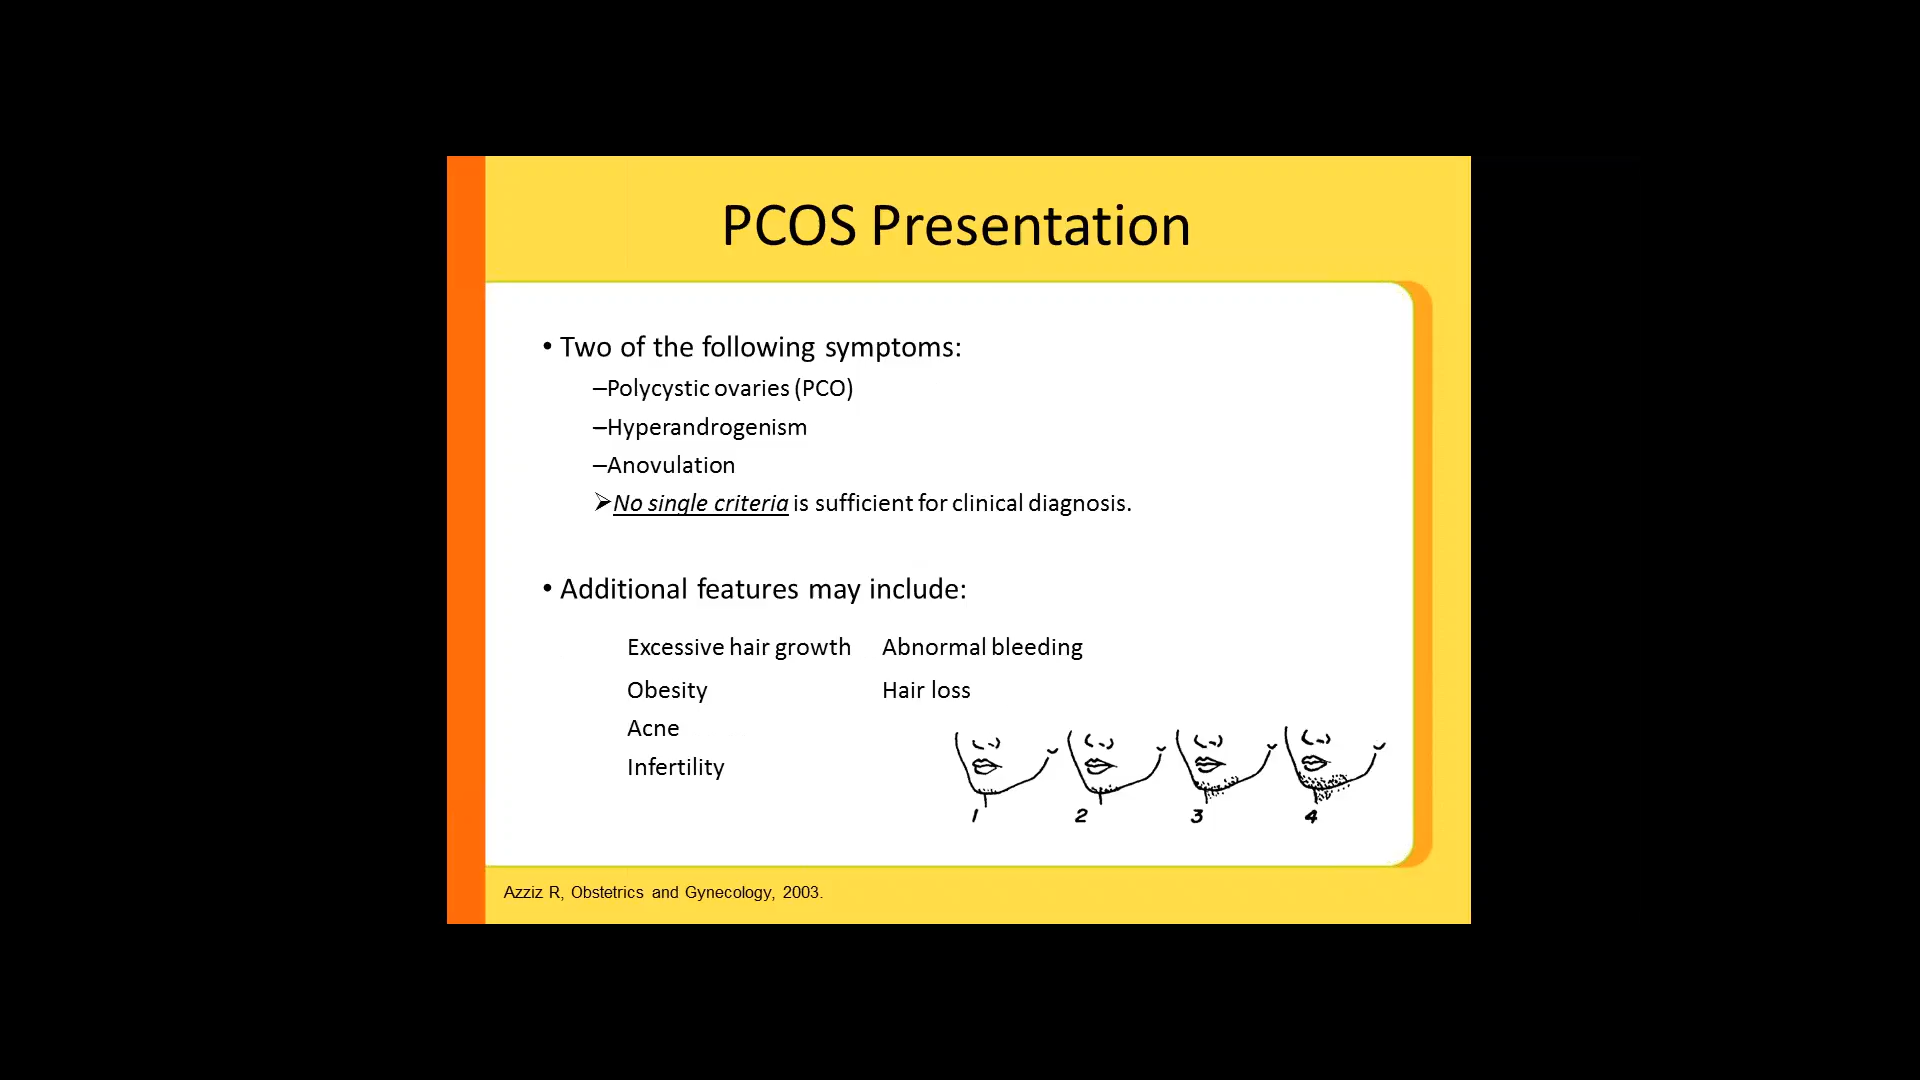 PCOS Presentation
• Two of the following symptoms:
–Polycystic ovaries (PCO)
–Hyperandrogenism
–Anovulation
➢No single criteria is sufficient for clinical diagnosis.
• Additional features may include:
Excessive hair growth Abnormal bleeding
Obesity Hair loss
Acne
Infertility
1 2 3 4
Azziz R, Obstetrics and Gynecology, 2003.